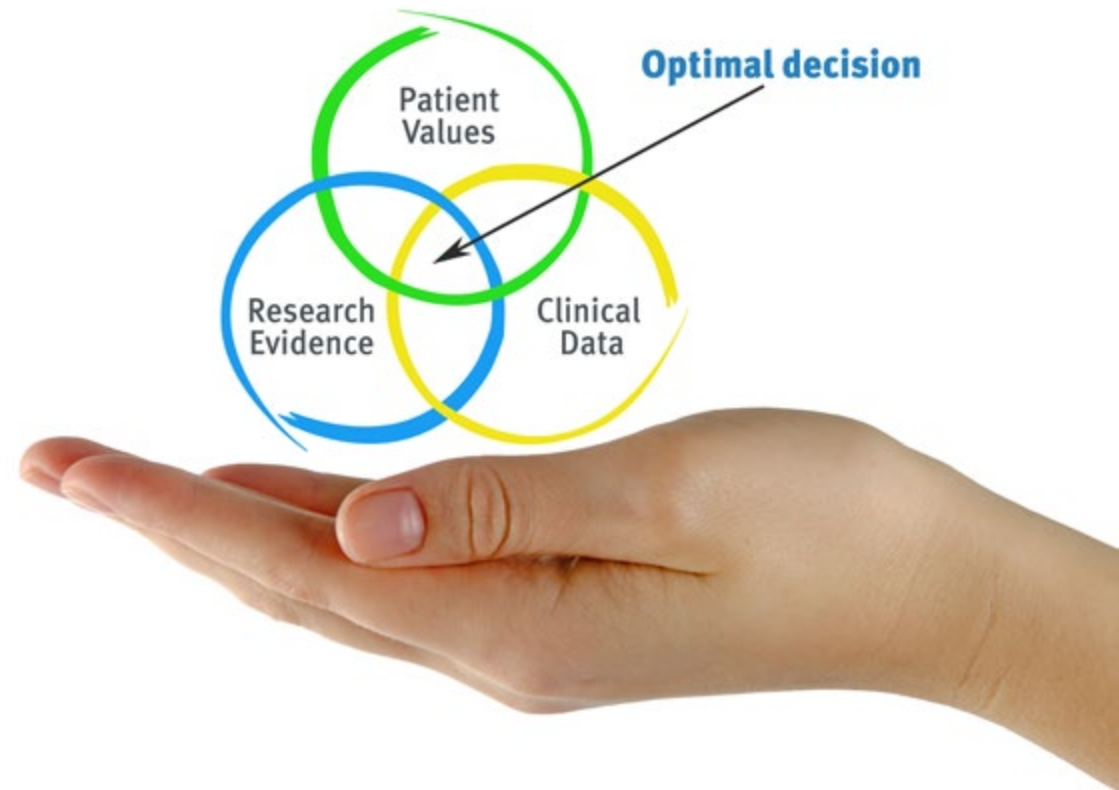 Optimal decision
Patient
Values
Research
Evidence
Clinical
Data